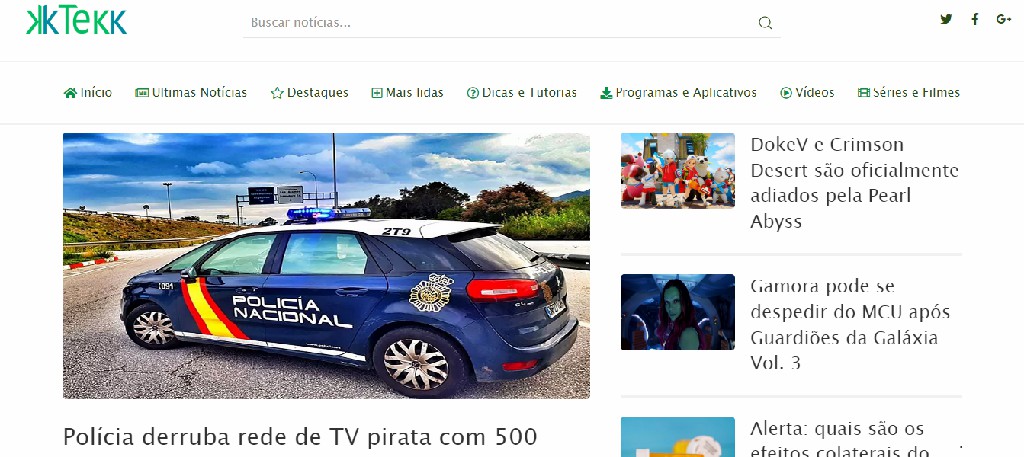 KKTekk
Buscar notícias...
Início
Ultimas Notícias
Destaques
Mais lidas
Dicas e Tutorias
Programas e Aplicativos
Vídeos
Séries e Filmes
2T9
1094
POLICÍA
NACIONAL
Polícia derruba rede de TV pirata com 500
DokeV e Crimson
Desert são oficialmente
adiados pela Pearl
Abyss
Gamora pode se
despedir do MCU após
Guardiões da Galáxia
Vol. 3
Alerta: quais são os
efeitos colaterais do